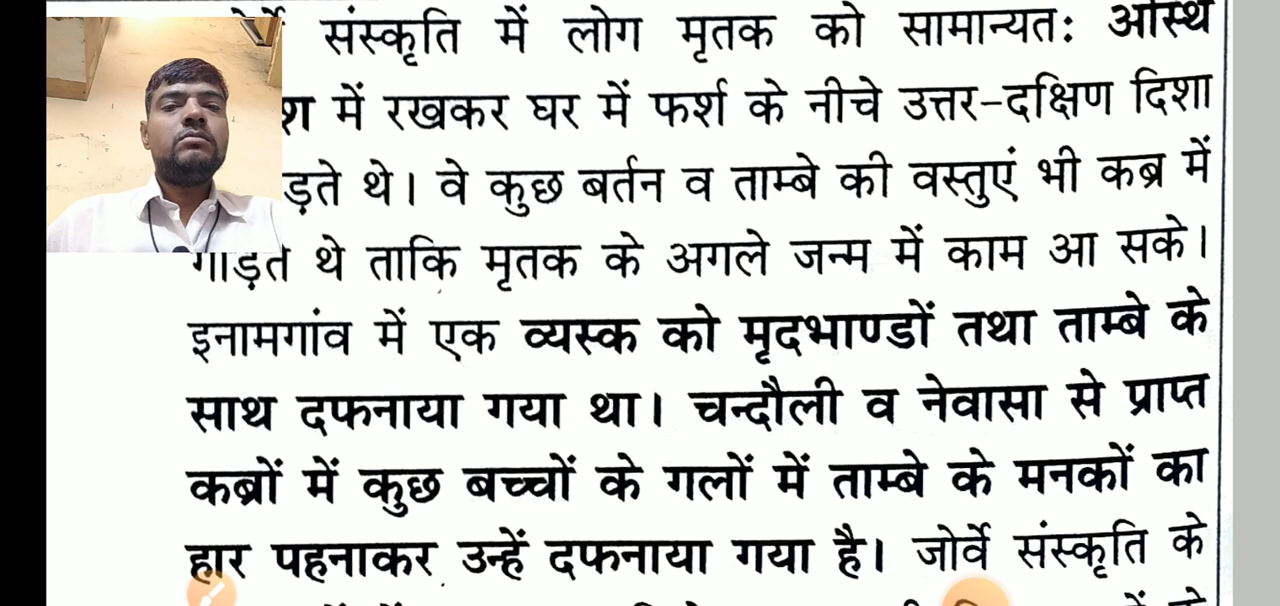 संस्कृति में लोग मृतक को सामान्यत: अस्थि
में रखकर घर में फर्श के नीचे उत्तर-दक्षिण दिशा
थे। वे कुछ बर्तन व ताम्बे की वस्तुएं भी कब्र में
गाड़ते थे ताकि मृतक के अगले जन्म में काम आ सके।
इनामगांव में एक व्यस्क को मृदभाण्डों तथा ताम्बे के
साथ दफनाया गया था। चन्दौली व नेवासा से प्राप्त
कब्रों में कुछ बच्चों के गलों में ताम्बे के मनकों का
हार पहनाकर उन्हें दफनाया गया है। जोर्वे संस्कृति के